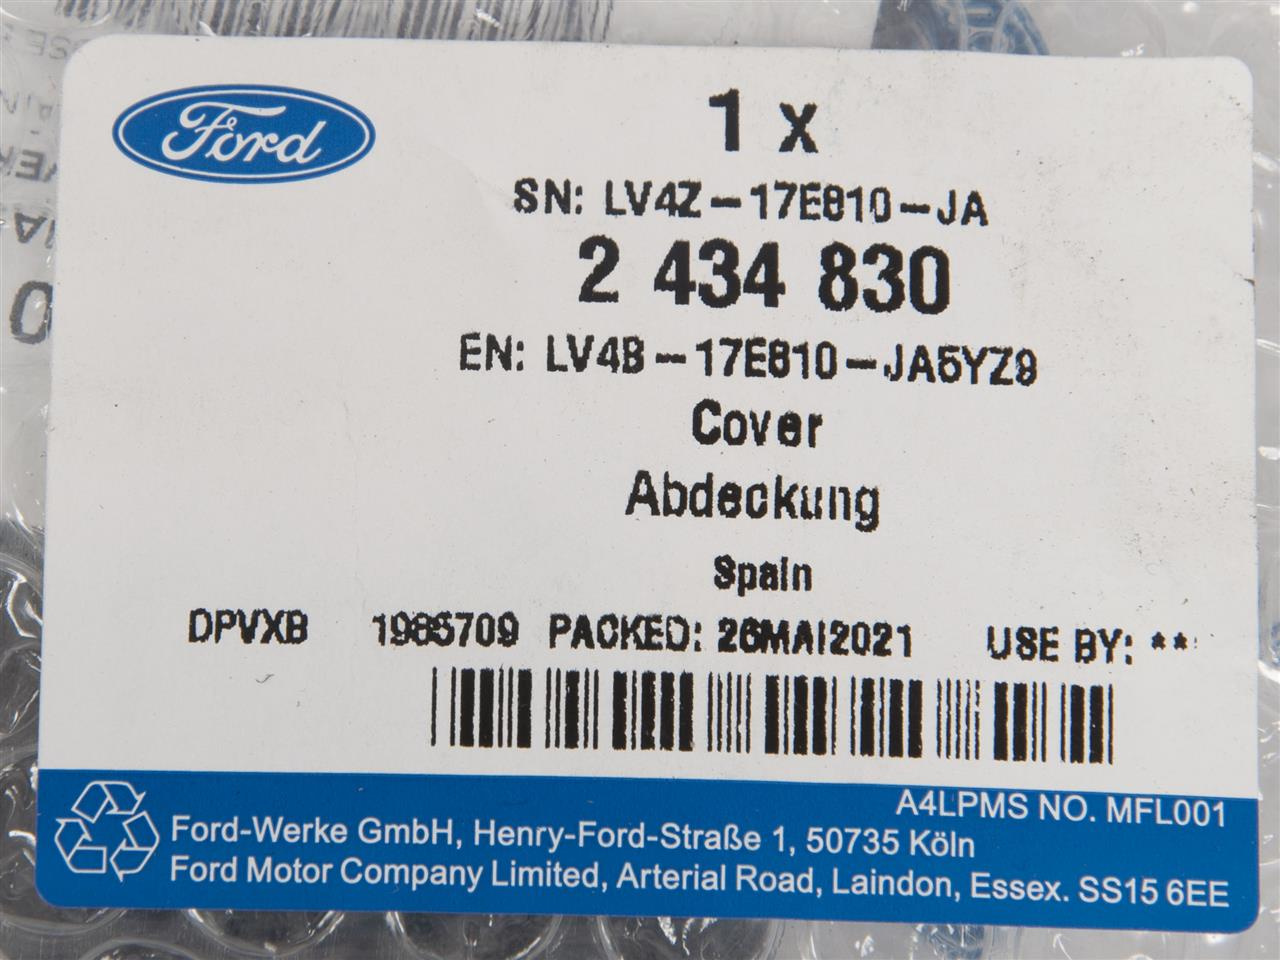 Ford
1 x
SN: LV4Z-17E810-JA
2 434 830
EN: LV4B-17E810-JA5YZ9
Cover
Abdeckung
Spain
DPVXB 1985709 PACKED: 26MAI2021 USE BY: **
A4LPMS NO. MFL001
Ford-Werke GmbH, Henry-Ford-Straße 1, 50735 Köln
Ford Motor Company Limited, Arterial Road, Laindon, Essex. SS15 6EE